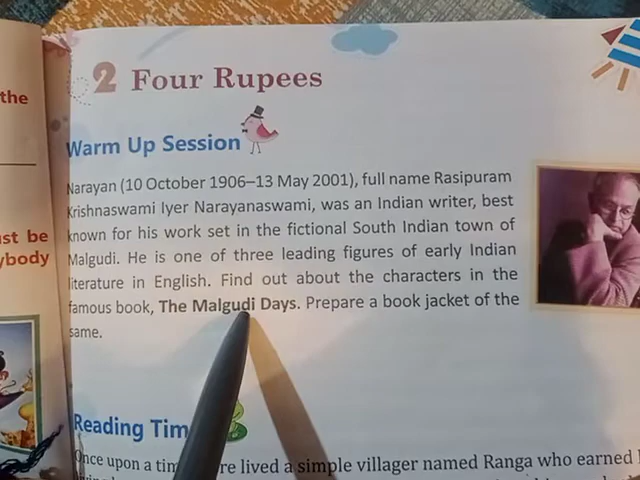 the
ust be
ybody
2 Four Rupees
Warm Up Session
Narayan (10 October 1906–13 May 2001), full name Rasipuram
Krishnaswami Iyer Narayanaswami, was an Indian writer, best
known for his work set in the fictional South Indian town of
Malgudi. He is one of three leading figures of early Indian
literature in English. Find out about the characters in the
famous book, The Malgudi Days. Prepare a book jacket of the
same.
Reading Tim
Once upon a tim re lived a simple villager named Ranga who earned